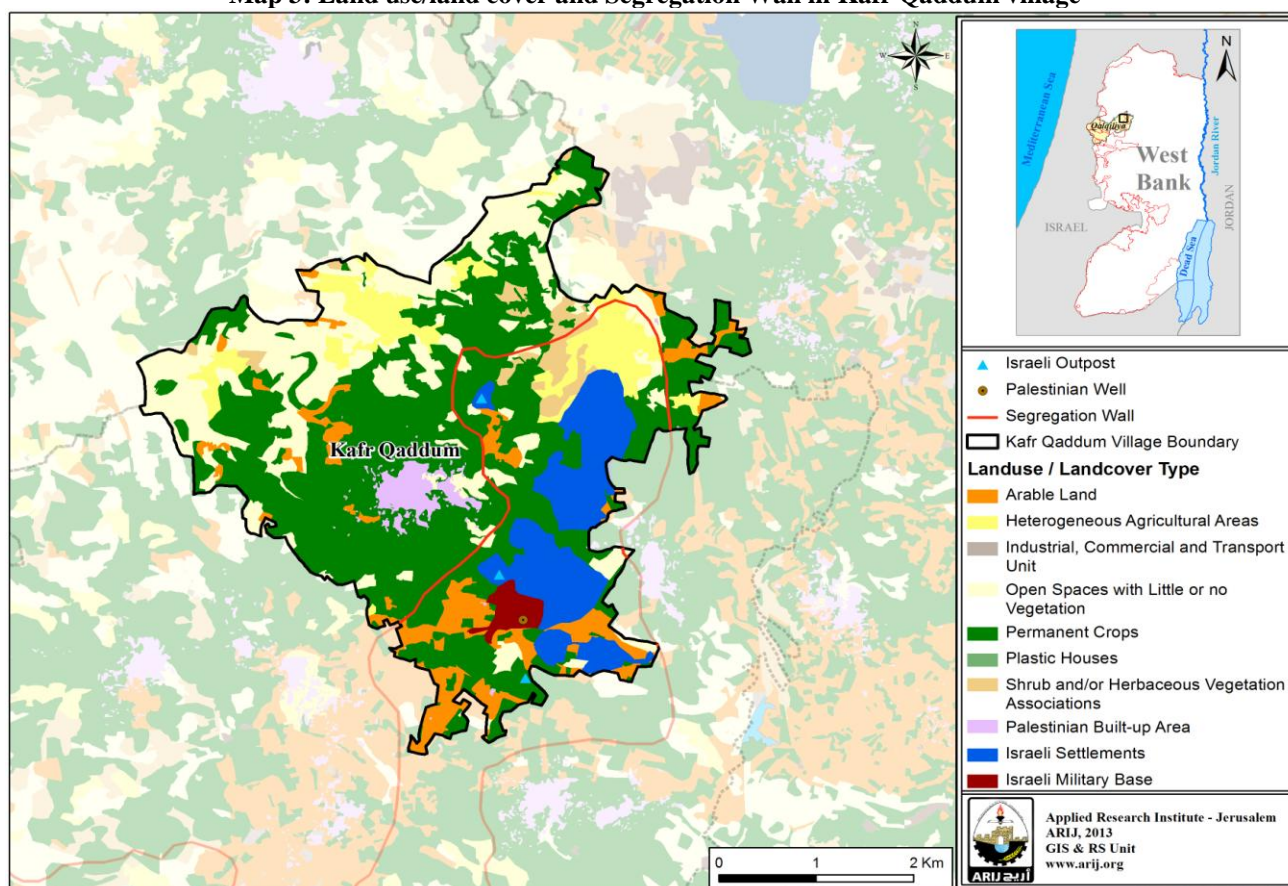 Map 3: Land use/land cover and Segregation Wall in Kafr Qaddum village
N
W
E
S
Kafr Qaddum
0 1 2 Km
N
Mediterranean Sea
Qalqiliya
West
Bank
Jordan River
JORDAN
ISRAEL
Dead Sea
Israeli Outpost
Palestinian Well
Segregation Wall
Kafr Qaddum Village Boundary
Landuse / Landcover Type
Arable Land
Heterogeneous Agricultural Areas
Industrial, Commercial and Transport
Unit
Open Spaces with Little or no
Vegetation
Permanent Crops
Plastic Houses
Shrub and/or Herbaceous Vegetation
Associations
Palestinian Built-up Area
Israeli Settlements
Israeli Military Base
ARIJ أريج
Applied Research Institute - Jerusalem
ARIJ, 2013
GIS & RS Unit
www.arij.org